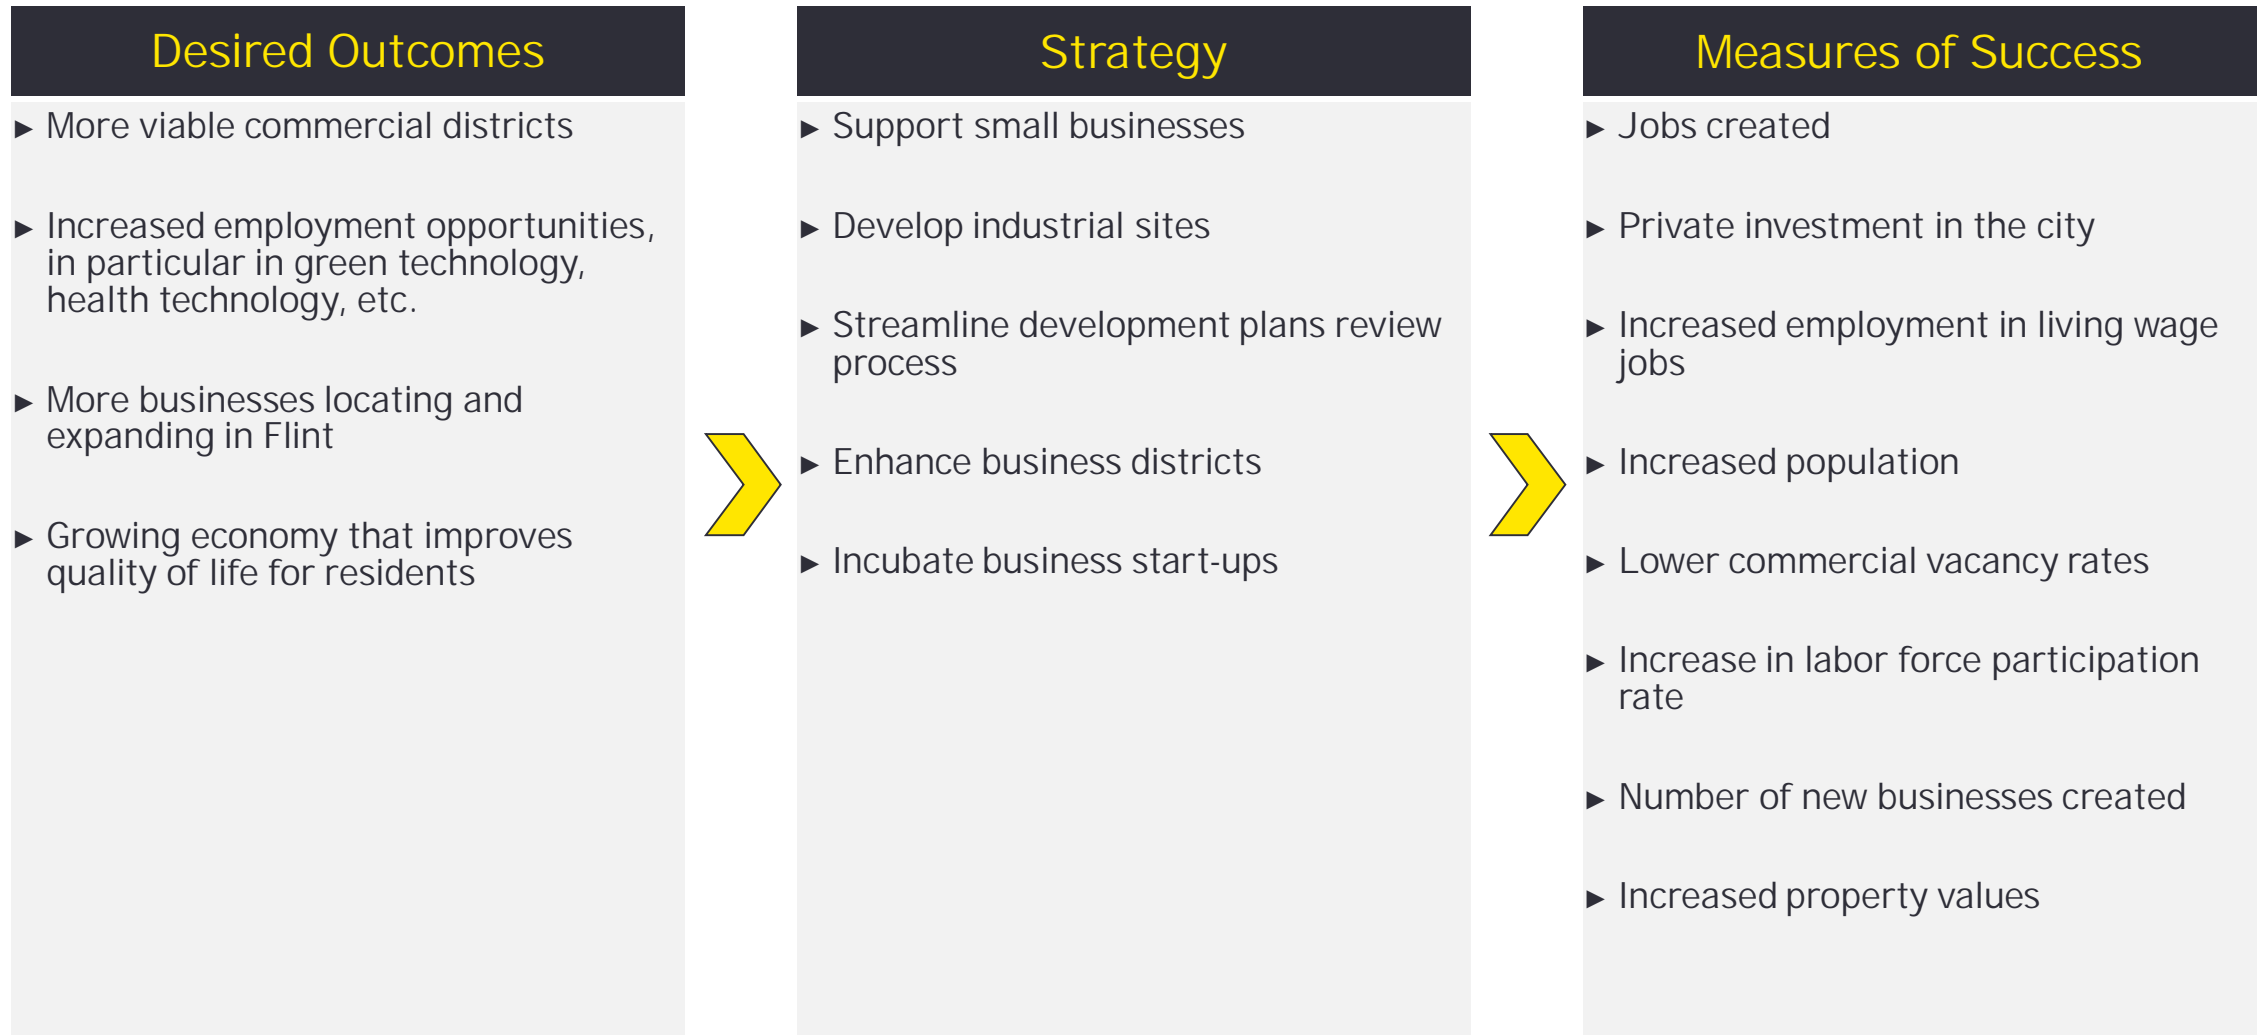 Desired Outcomes
► More viable commercial districts
► Increased employment opportunities,
in particular in green technology,
health technology, etc.
► More businesses locating and
expanding in Flint
► Growing economy that improves
quality of life for residents
Strategy
► Support small businesses
► Develop industrial sites
► Streamline development plans review
process
► Enhance business districts
► Incubate business start-ups
Measures of Success
► Jobs created
► Private investment in the city
► Increased employment in living wage
jobs
► Increased population
► Lower commercial vacancy rates
► Increase in labor force participation
rate
► Number of new businesses created
► Increased property values